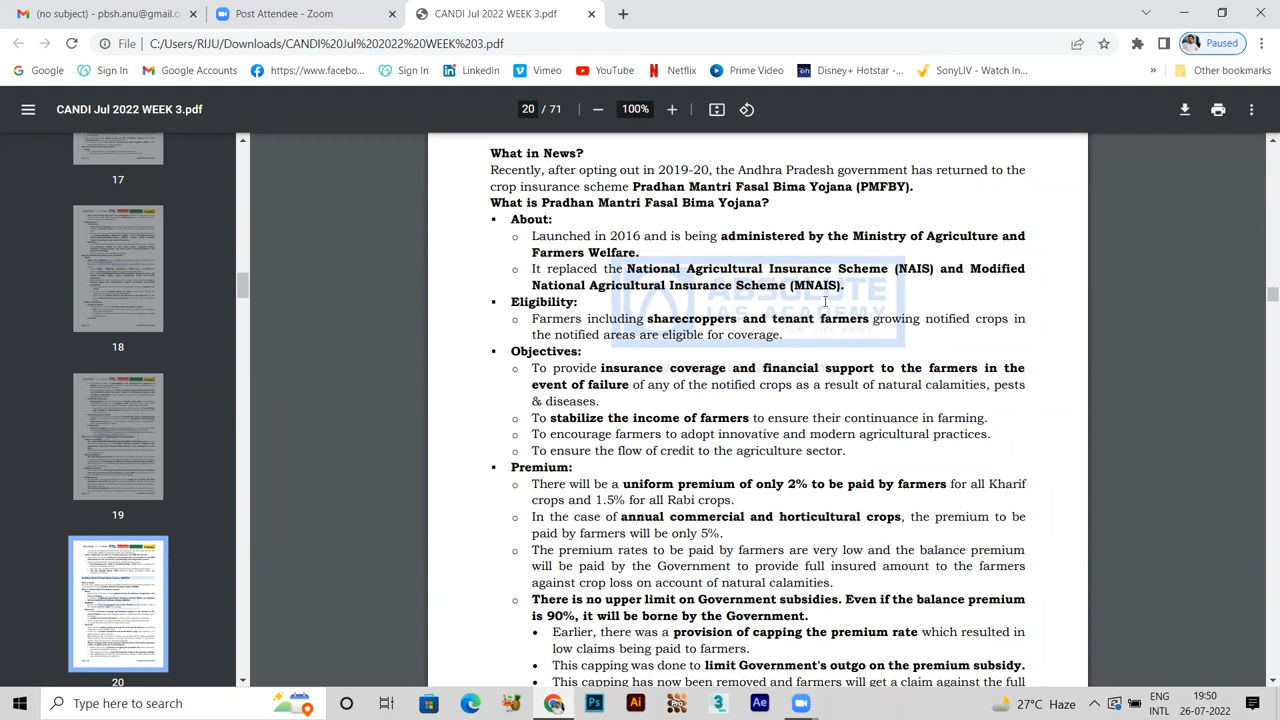 (no subject) - pbsh.anu@gmail.c
Post Attendee - Zoom
CANDI Jul 2022 WEEK 3.pdf
File
C:/Users/RIJU/Downloads/CANDI%20Jul%202022%20WEEK%203.pdf
Paused
Google
Sign In
Google Accounts
https://www.facebo...
Sign In
LinkedIn
Vimeo
YouTube
Netflix
Prime Video
Disney+ Hotstar -...
SonyLIV - Watch In...
»
Other bookmarks
CANDI Jul 2022 WEEK 3.pdf
20 / 71
100%
17
18
19
20
What in News?
Recently, after opting out in 2019-20, the Andhra Pradesh government has returned to the
crop insurance scheme Pradhan Mantri Fasal Bima Yojana (PMFBY).
What is Pradhan Mantri Fasal Bima Yojana?
▪ About:
o Launched in 2016 and is being administered by the Ministry of Agriculture and
Farmers Welfare.
o It replaced the National Agricultural Insurance Scheme (NAIS) and Modified
National Agricultural Insurance Scheme (MNAIS).
▪ Eligibility:
o Farmers including sharecroppers and tenant farmers growing notified crops in
the notified areas are eligible for coverage.
▪ Objectives:
o To provide insurance coverage and financial support to the farmers in the
event of failure of any of the notified crops as a result of natural calamities, pests
& diseases.
o To stabilize the income of farmers to ensure their continuance in farming.
o To encourage farmers to adopt innovative and modern agricultural practices.
o To ensure the flow of credit to the agriculture sector.
▪ Premium:
o There will be a uniform premium of only 2% to be paid by farmers for all Kharif
crops and 1.5% for all Rabi crops.
o In the case of annual commercial and horticultural crops, the premium to be
paid by farmers will be only 5%.
o The premium rates to be paid by farmers are very low and the balance premium
will be paid by the Government to provide full insured amount to the farmers
against crop loss on account of natural calamities.
o There is no upper limit on Government subsidy. Even if the balance premium
is 90%, it will be borne by the Government.
Earlier, there was a provision of capping the premium rate which resulted in
low claims being paid to farmers.
• This capping was done to limit Government's outgo on the premium subsidy.
• This capping has now been removed and farmers will get a claim against the full
Type here to search
27°C Haze
ENG
INTL
19:50
26-07-2022